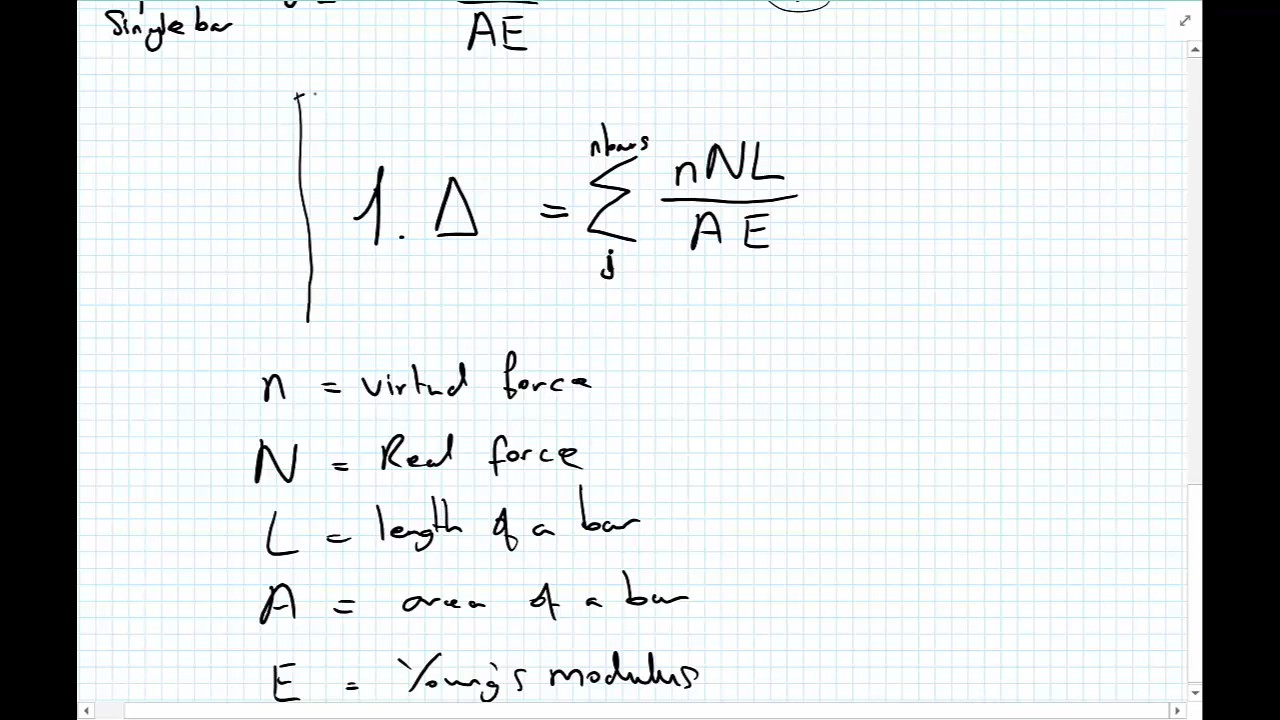 Single bar
AE
1. Δ = nbars Σ j nNL / AE
n = virtual force
N = Real force
L = length of a bar
A = area of a bar
E = Young's modulus